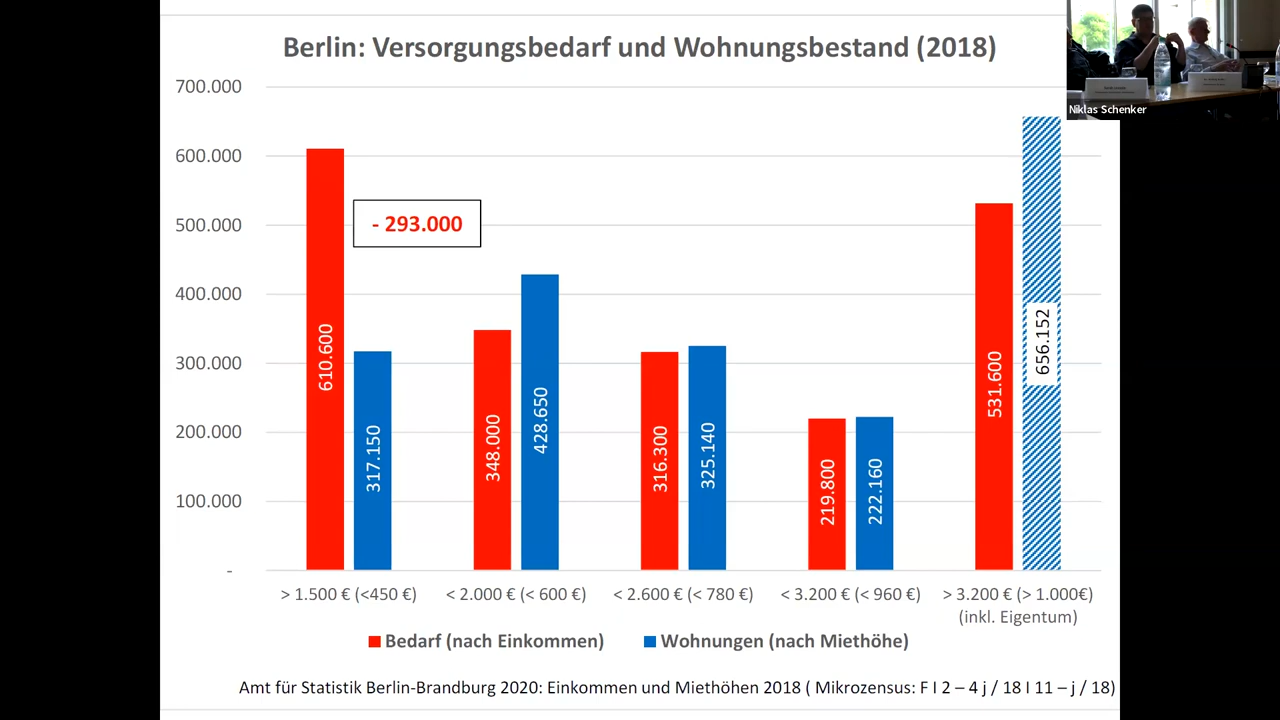 Berlin: Versorgungsbedarf und Wohnungsbestand (2018)
Niklas Schenker
700.000
600.000
500.000
400.000
300.000
200.000
100.000
-
- 293.000
610.600
317.150
348.000
428.650
316.300
325.140
219.800
222.160
531.600
656.152
> 1.500 € (<450 €)
< 2.000 € (< 600 €)
< 2.600 € (< 780 €)
< 3.200 € (< 960 €)
> 3.200 € (> 1.000€)
(inkl. Eigentum)
Bedarf (nach Einkommen)
Wohnungen (nach Miethöhe)
Amt für Statistik Berlin-Brandburg 2020: Einkommen und Miethöhen 2018 ( Mikrozensus: F I 2 – 4 j / 18 I 11 – j / 18)